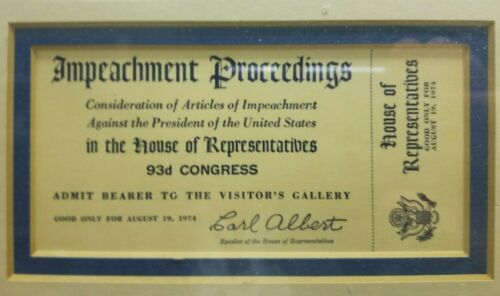 Impeachment Proceedings
Consideration of Articles of Impeachment
Against the President of the United States
in the House of Representatives
93d CONGRESS
ADMIT BEARER TO THE VISITOR'S GALLERY
GOOD ONLY FOR AUGUST 19, 1974
Carl Albert
Speaker of the House of Representatives
House of
Representatives
GOOD ONLY FOR
AUGUST 19, 1974